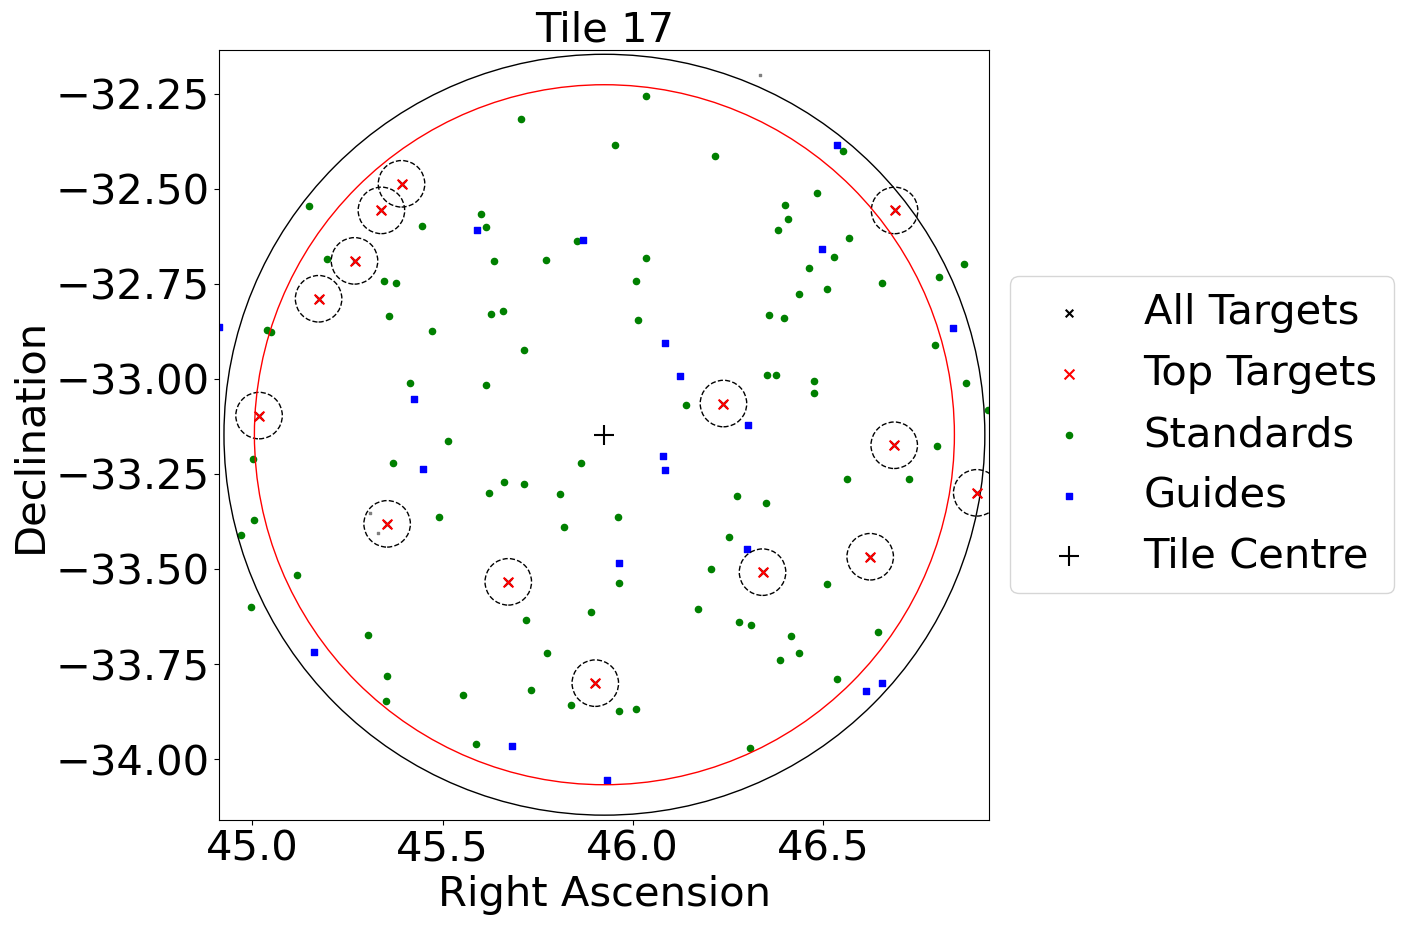 Tile 17
−32.25
−32.50
−32.75
−33.00
−33.25
−33.50
−33.75
−34.00
Declination
45.0 45.5 46.0 46.5
Right Ascension
All Targets
Top Targets
Standards
Guides
Tile Centre